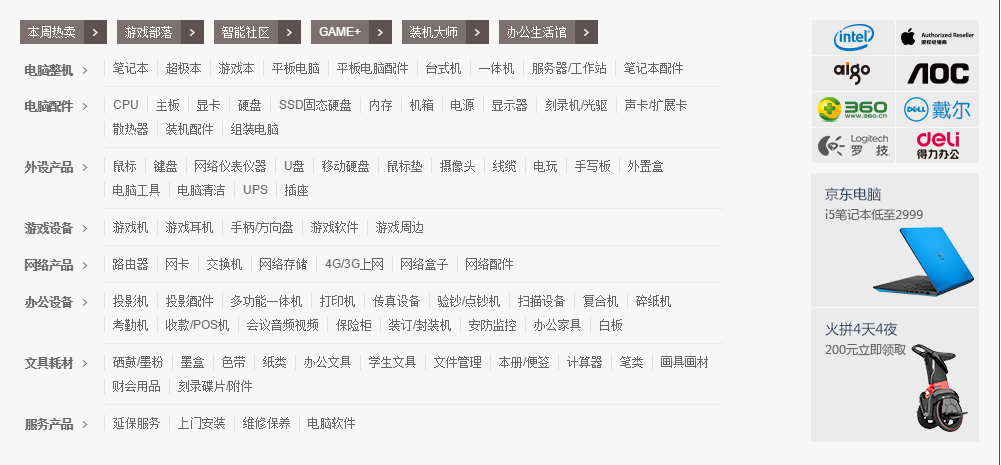 本周热卖 > 游戏部落 > 智能社区 > GAME+ > 装机大师 > 办公生活馆 >
电脑整机 > 笔记本 超极本 游戏本 平板电脑 平板电脑配件 台式机 一体机 服务器/工作站 笔记本配件
电脑配件 > CPU 主板 显卡 硬盘 SSD固态硬盘 内存 机箱 电源 显示器 刻录机/光驱 声卡/扩展卡
散热器 装机配件 组装电脑
外设产品 > 鼠标 键盘 网络仪表仪器 U盘 移动硬盘 鼠标垫 摄像头 线缆 电玩 手写板 外置盒
电脑工具 电脑清洁 UPS 插座
游戏设备 > 游戏机 游戏耳机 手柄/方向盘 游戏软件 游戏周边
网络产品 > 路由器 网卡 交换机 网络存储 4G/3G上网 网络盒子 网络配件
办公设备 > 投影机 投影配件 多功能一体机 打印机 传真设备 验钞/点钞机 扫描设备 复合机 碎纸机
考勤机 收款/POS机 会议音频视频 保险柜 装订/封装机 安防监控 办公家具 白板
文具耗材 > 硒鼓/墨粉 墨盒 色带 纸类 办公文具 学生文具 文件管理 本册/便签 计算器 笔类 画具画材
财会用品 刻录碟片/附件
服务产品 > 延保服务 上门安装 维修保养 电脑软件
intel Authorized Reseller
授权经销商
aigo AOC
360 DELL 戴尔
www.360.cn
Logitech deli
罗技 得力办公
京东电脑
i5笔记本低至2999
火拼4天4夜
200元立即领取